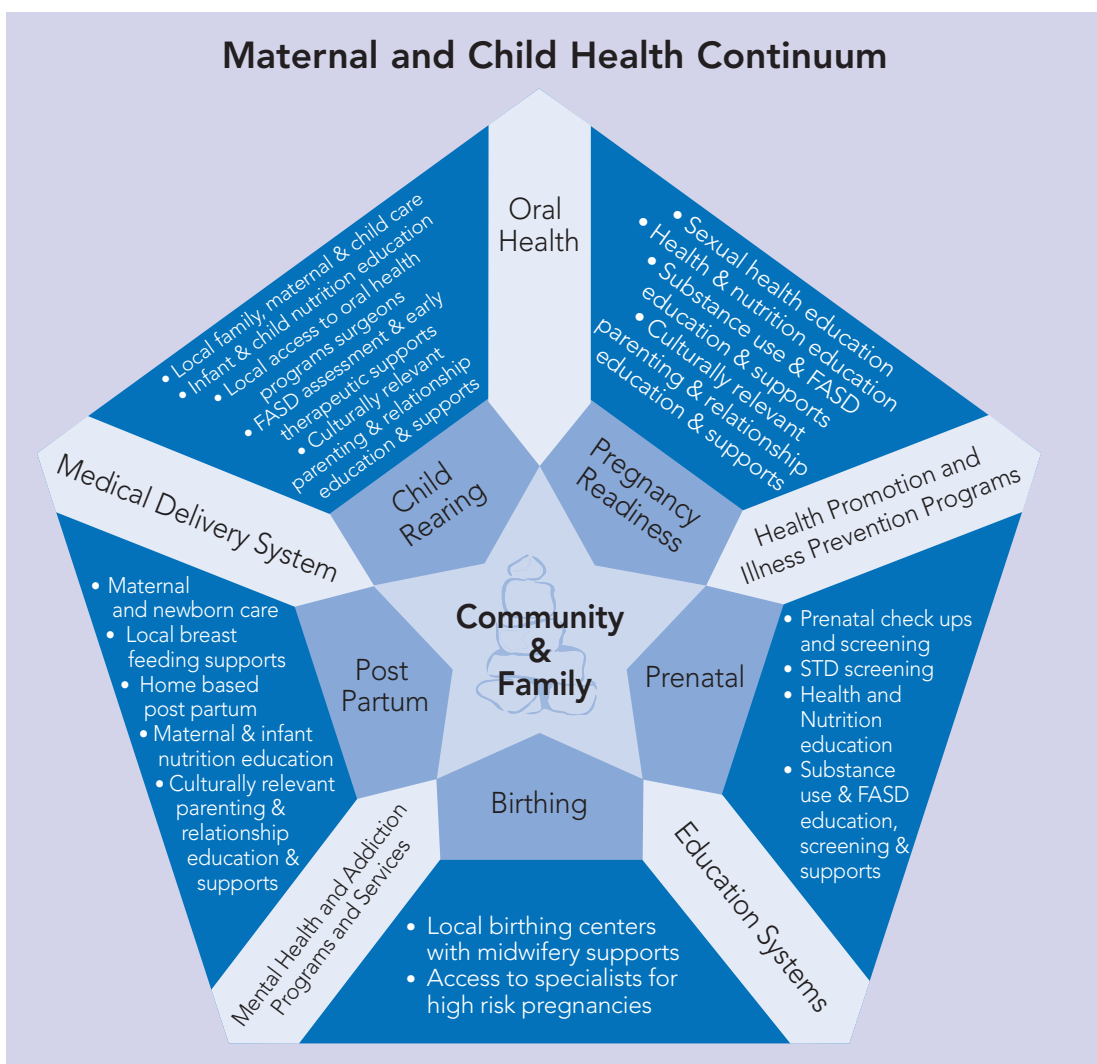 Maternal and Child Health Continuum
Oral
Health
• Local family, maternal & child care
• Infant & child nutrition education
• Local access to oral health
programs surgeons
• FASD assessment & early
therapeutic supports
• Culturally relevant
parenting & relationship
education & supports
• Sexual health education
• Health & nutrition education
• Substance use & FASD
education & supports
• Culturally relevant
parenting & relationship
education & supports
Medical Delivery System
Child
Rearing
Pregnancy
Readiness
Health Promotion and
Illness Prevention Programs
• Maternal
and newborn care
• Local breast
feeding supports
• Home based
post partum
• Maternal & infant
nutrition education
• Culturally relevant
parenting &
relationship
education &
supports
Post
Partum
Community
&
Family
Prenatal
• Prenatal check ups
and screening
• STD screening
• Health and
Nutrition
education
• Substance
use & FASD
education,
screening &
supports
Birthing
Mental Health and Addiction
Programs and Services
• Local birthing centers
with midwifery supports
• Access to specialists for
high risk pregnancies
Education Systems